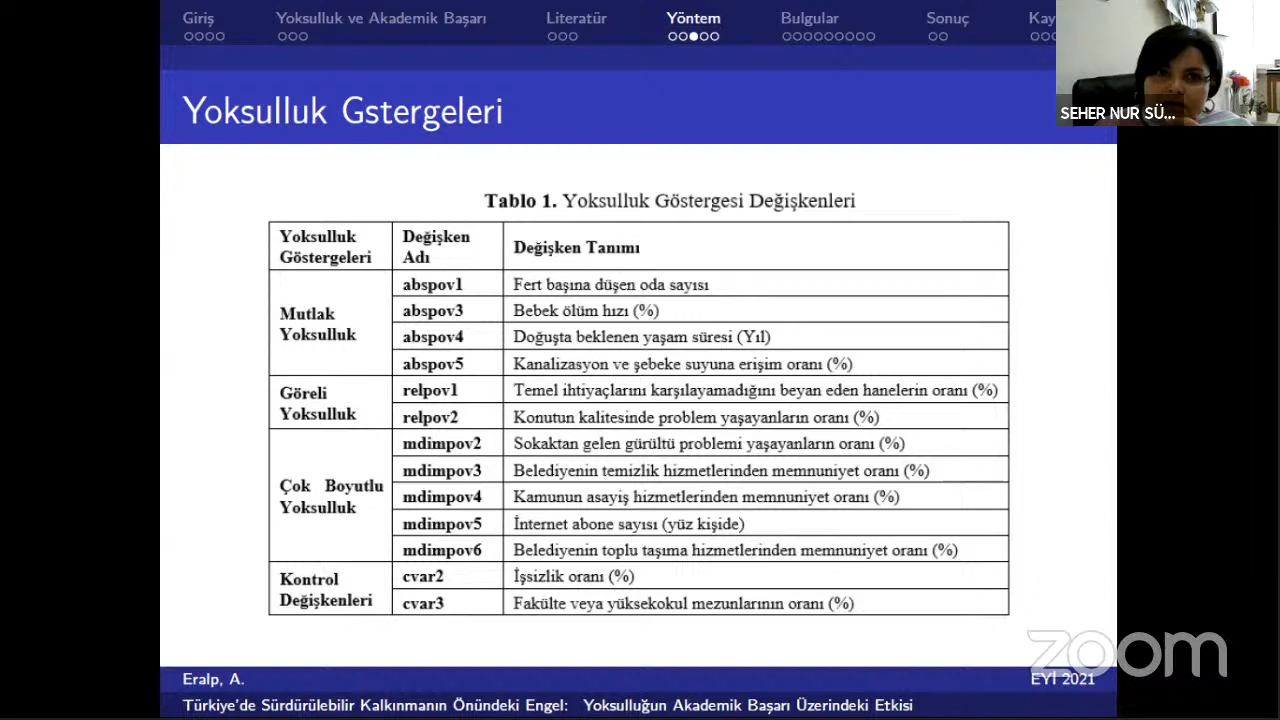 Giriş
Yoksulluk ve Akademik Başarı
Literatür
Yöntem
Bulgular
Sonuç
Kay
SEHER NUR SÜ...
Yoksulluk Gstergeleri
Tablo 1. Yoksulluk Göstergesi Değişkenleri
Yoksulluk Göstergeleri
Değişken Adı
Değişken Tanımı
Mutlak Yoksulluk
abspov1 Fert başına düşen oda sayısı
abspov3 Bebek ölüm hızı (%)
abspov4 Doğuşta beklenen yaşam süresi (Yıl)
abspov5 Kanalizasyon ve şebeke suyuna erişim oranı (%)
Göreli Yoksulluk
relpov1 Temel ihtiyaçlarını karşılayamadığını beyan eden hanelerin oranı (%)
relpov2 Konutun kalitesinde problem yaşayanların oranı (%)
Çok Boyutlu Yoksulluk
mdimpov2 Sokaktan gelen gürültü problemi yaşayanların oranı (%)
mdimpov3 Belediyenin temizlik hizmetlerinden memnuniyet oranı (%)
mdimpov4 Kamunun asayiş hizmetlerinden memnuniyet oranı (%)
mdimpov5 İnternet abone sayısı (yüz kişide)
mdimpov6 Belediyenin toplu taşıma hizmetlerinden memnuniyet oranı (%)
Kontrol Değişkenleri
cvar2 İşsizlik oranı (%)
cvar3 Fakülte veya yüksekokul mezunlarının oranı (%)
zoom
Eralp, A.
EYİ 2021
Türkiye'de Sürdürülebilir Kalkınmanın Önündeki Engel: Yoksulluğun Akademik Başarı Üzerindeki Etkisi